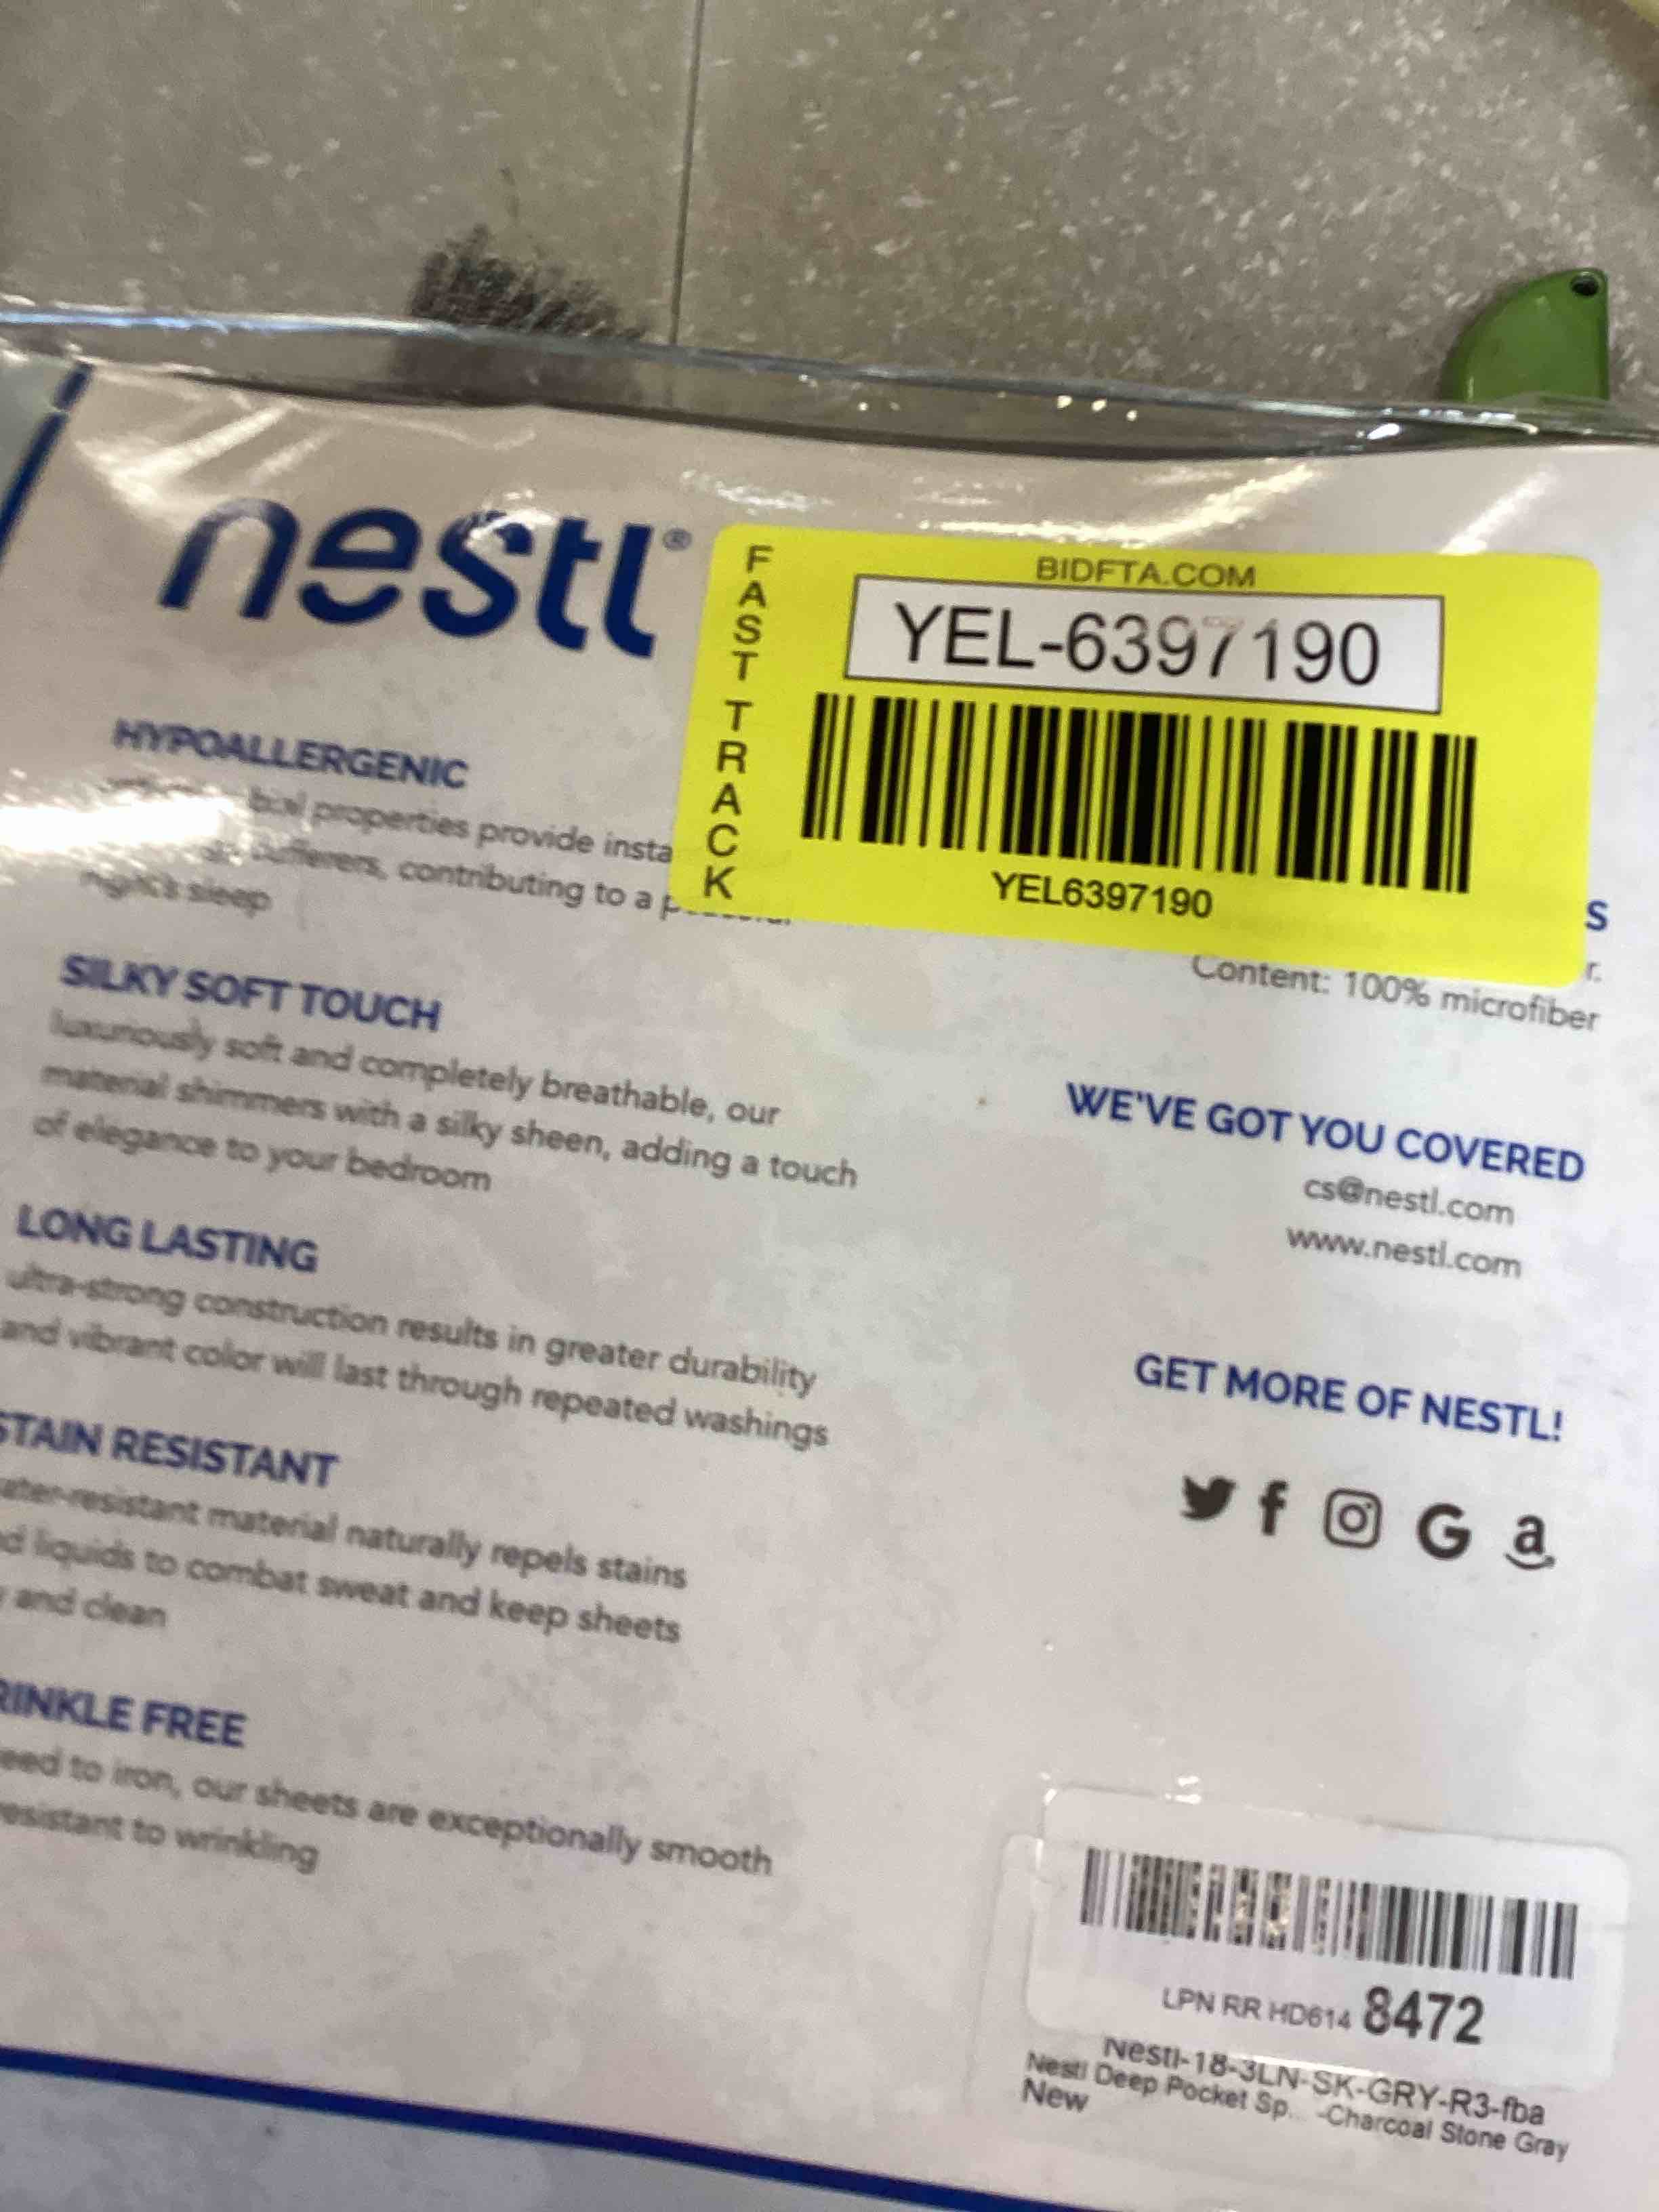 nestl®
FAST TRACK
BIDFTA.COM
YEL-6397190
YEL6397190
HYPOALLERGENIC
properties provide insta
sufferers, contributing to a
night's sleep
SILKY SOFT TOUCH
luxuriously soft and completely breathable, our
material shimmers with a silky sheen, adding a touch
of elegance to your bedroom
LONG LASTING
ultra-strong construction results in greater durability
and vibrant color will last through repeated washings
STAIN RESISTANT
ater-resistant material naturally repels stains
d liquids to combat sweat and keep sheets
and clean
RINKLE FREE
eed to iron, our sheets are exceptionally smooth
esistant to wrinkling
S
r.
Content: 100% microfiber
WE'VE GOT YOU COVERED
cs@nestl.com
www.nestl.com
GET MORE OF NESTL!
LPN RR HD614 8472
Nestl-18-3LN-SK-GRY-R3-fba
Nestl Deep Pocket Sp... -Charcoal Stone Gray
New